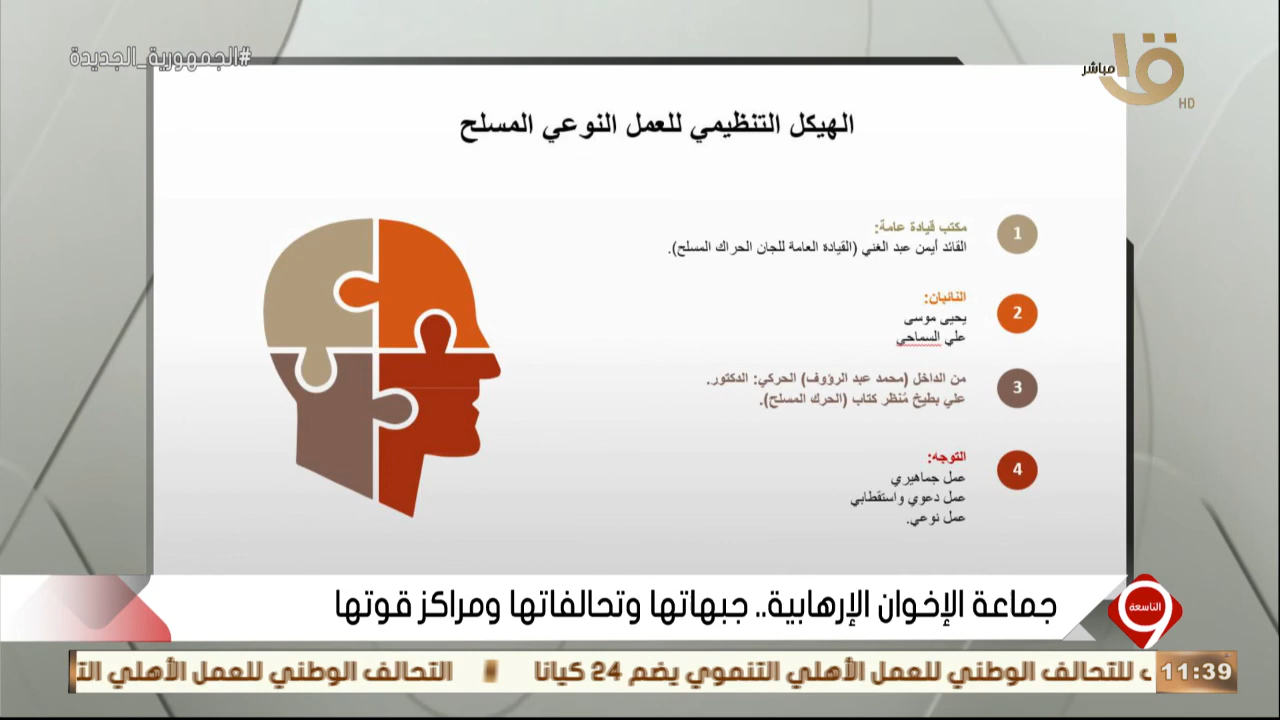 #الجمهورية_الجديدة
مباشر
HD
الهيكل التنظيمي للعمل النوعي المسلح
1
مكتب قيادة عامة:
القائد أيمن عبد الغني (القيادة العامة للجان الحراك المسلح).
2
النائبان:
يحيى موسى
علي السماحي
3
من الداخل (محمد عبد الرؤوف) الحركي: الدكتور.
علي بطيخ مُنظر كتاب (الحرك المسلح).
4
التوجه:
عمل جماهيري
عمل دعوي واستقطابي
عمل نوعي.
التاسعة
9
جماعة الإخوان الإرهابية.. جبهاتها وتحالفاتها ومراكز قوتها
11:39
للتحالف الوطني للعمل الأهلي التنموي يضم 24 كيانا
التحالف الوطني للعمل الأهلي